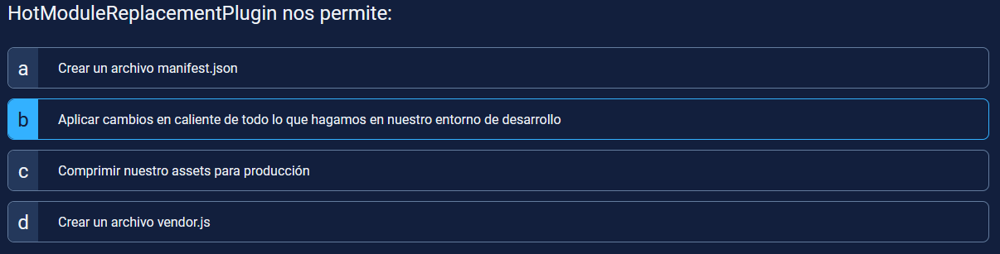 HotModuleReplacementPlugin nos permite:
a Crear un archivo manifest.json
b Aplicar cambios en caliente de todo lo que hagamos en nuestro entorno de desarrollo
c Comprimir nuestro assets para producción
d Crear un archivo vendor.js